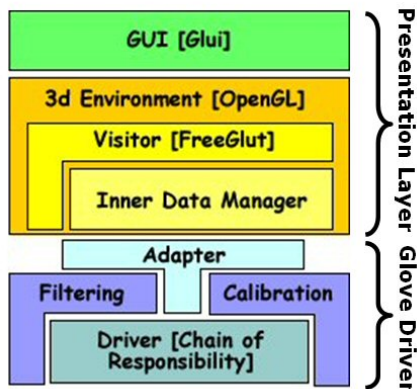 GUI [Glui]
3d Environment [OpenGL]
Visitor [FreeGlut]
Inner Data Manager
Presentation Layer
Adapter
Filtering
Calibration
Driver [Chain of
Responsibility]
Glove Drive